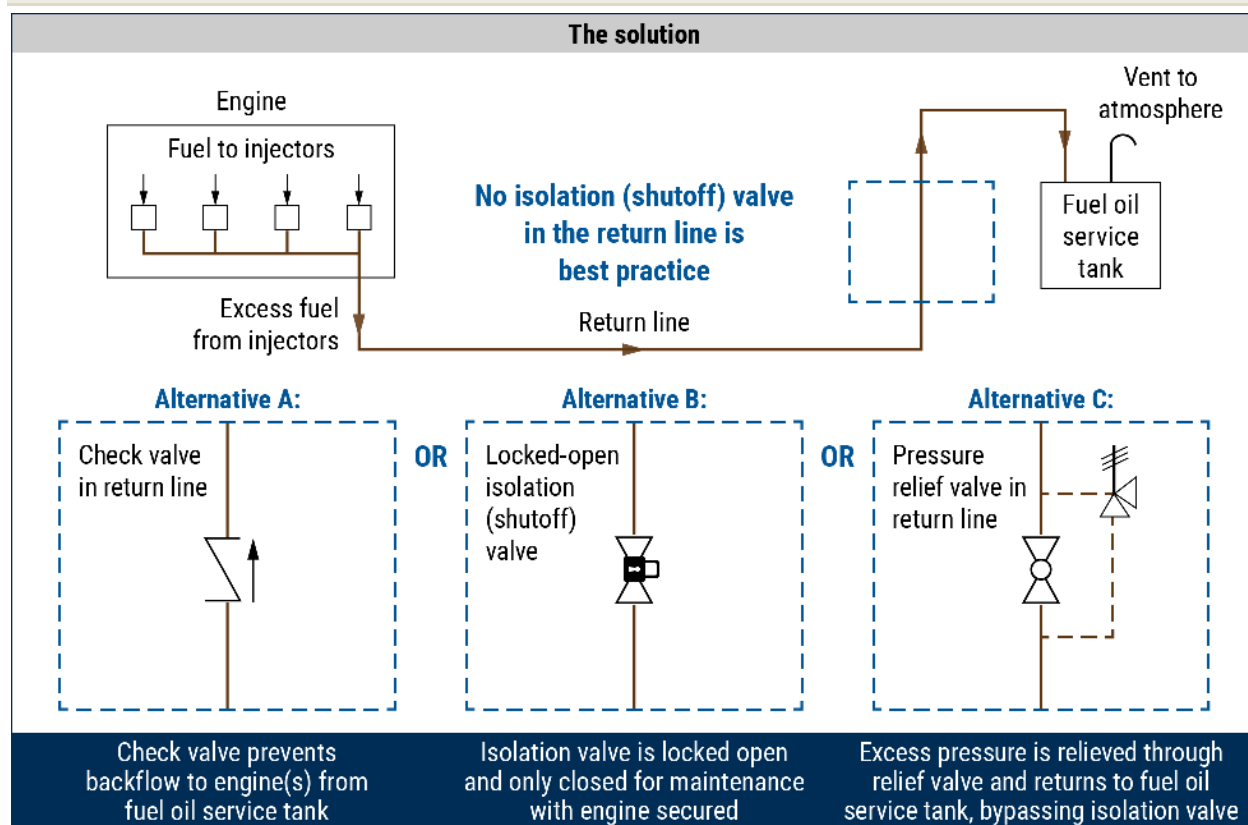 The solution
Engine
Fuel to injectors
Vent to
atmosphere
No isolation (shutoff) valve
in the return line is
best practice
Fuel oil
service
tank
Excess fuel
from injectors
Return line
Alternative A:
Check valve
in return line
OR
Alternative B:
Locked-open
isolation
(shutoff)
valve
OR
Alternative C:
Pressure
relief valve in
return line
Check valve prevents
backflow to engine(s) from
fuel oil service tank
Isolation valve is locked open
and only closed for maintenance
with engine secured
Excess pressure is relieved through
relief valve and returns to fuel oil
service tank, bypassing isolation valve